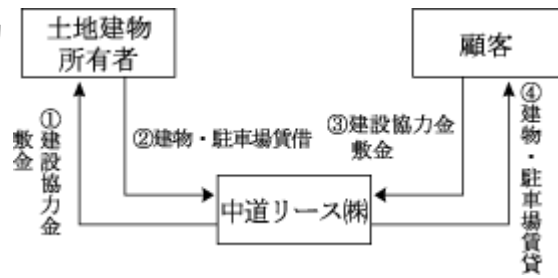 土地建物
所有者
顧客
①建設協力金
敷金
②建物・駐車場賃借
③建設協力金
敷金
④建物・駐車場賃貸
中道リース㈱